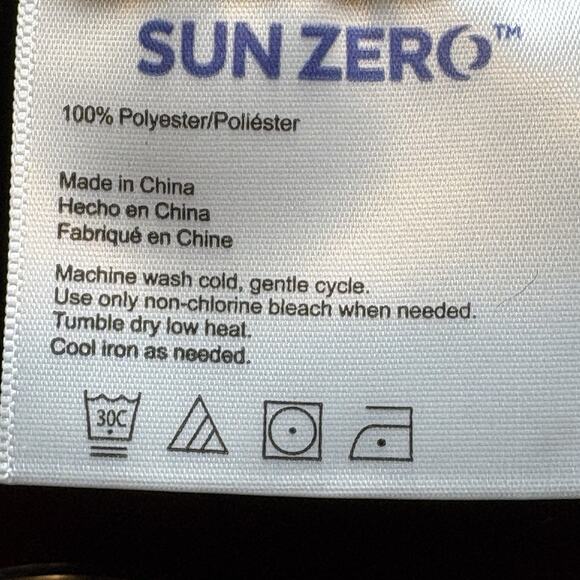 SUN ZERO™
100% Polyester/Poliéster
Made in China
Hecho en China
Fabriqué en Chine
Machine wash cold, gentle cycle.
Use only non-chlorine bleach when needed.
Tumble dry low heat.
Cool iron as needed.
30C